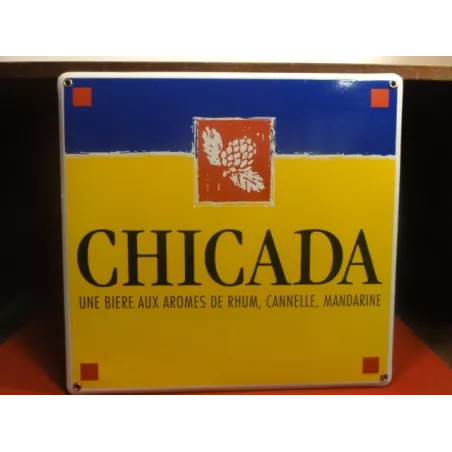 CHICADA
UNE BIERE AUX AROMES DE RHUM, CANNELLE, MANDARINE